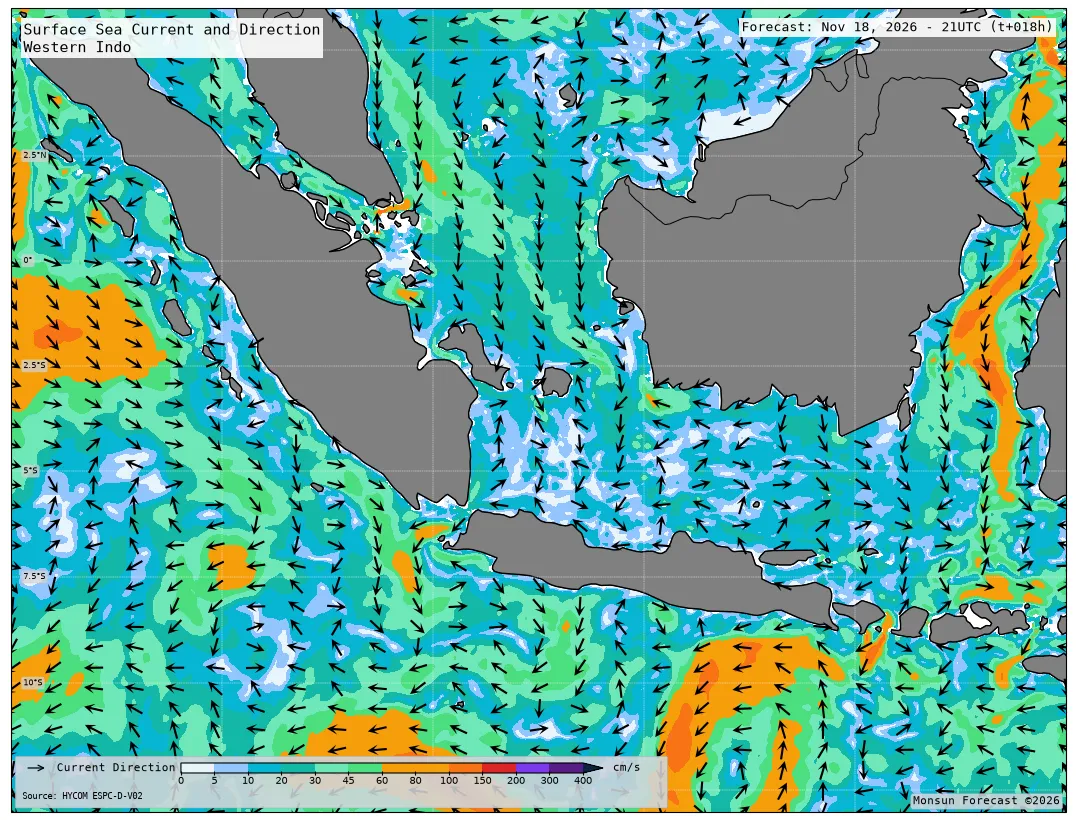 Surface Sea Current and Direction
Western Indo
Forecast: Nov 18, 2026 - 21UTC (t+018h)
2.5°N
0°
2.5°S
5°S
7.5°S
10°S
Current Direction
0 5 10 20 30 45 60 80 100 150 200 300 400
cm/s
Source: HYCOM ESPC-D-V02
Monsun Forecast ©2026